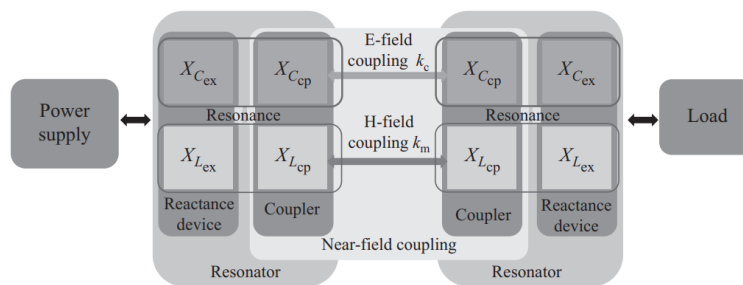 E-field
coupling k_c
X_Cex
X_Ccp
X_Ccp
X_Cex
Power
supply
Resonance
H-field
coupling k_m
Resonance
Load
X_Lex
X_Lcp
X_Lcp
X_Lex
Reactance
device
Coupler
Coupler
Reactance
device
Near-field coupling
Resonator
Resonator